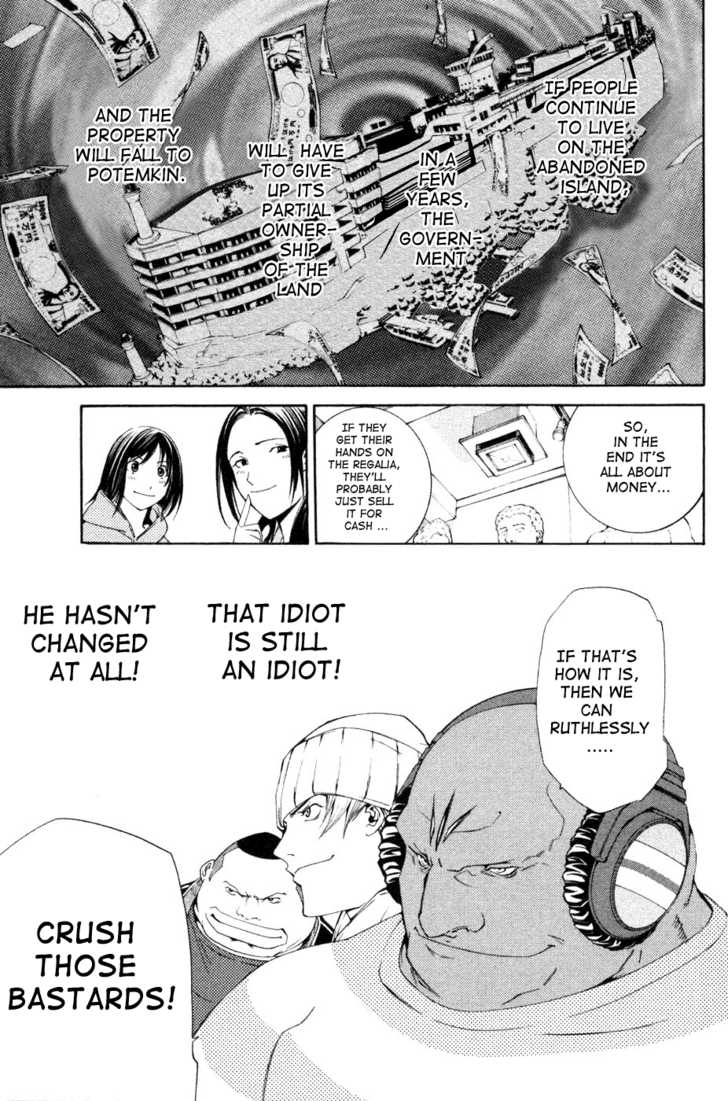 IF PEOPLE
CONTINUE
TO LIVE
ON THE
ABANDONED
ISLAND,
IN A
FEW
YEARS,
THE
GOVERN-
MENT
WILL HAVE
TO GIVE
UP ITS
PARTIAL
OWNER-
SHIP
OF THE
LAND
AND THE
PROPERTY
WILL FALL TO
POTEMKIN.
SO,
IN THE
END IT'S
ALL ABOUT
MONEY...
IF THEY
GET THEIR
HANDS ON
THE REGALIA,
THEY'LL
PROBABLY
JUST SELL
IT FOR
CASH ...
IF THAT'S
HOW IT IS,
THEN WE
CAN
RUTHLESSLY
.....
THAT IDIOT
IS STILL
AN IDIOT!
HE HASN'T
CHANGED
AT ALL!
CRUSH
THOSE
BASTARDS!